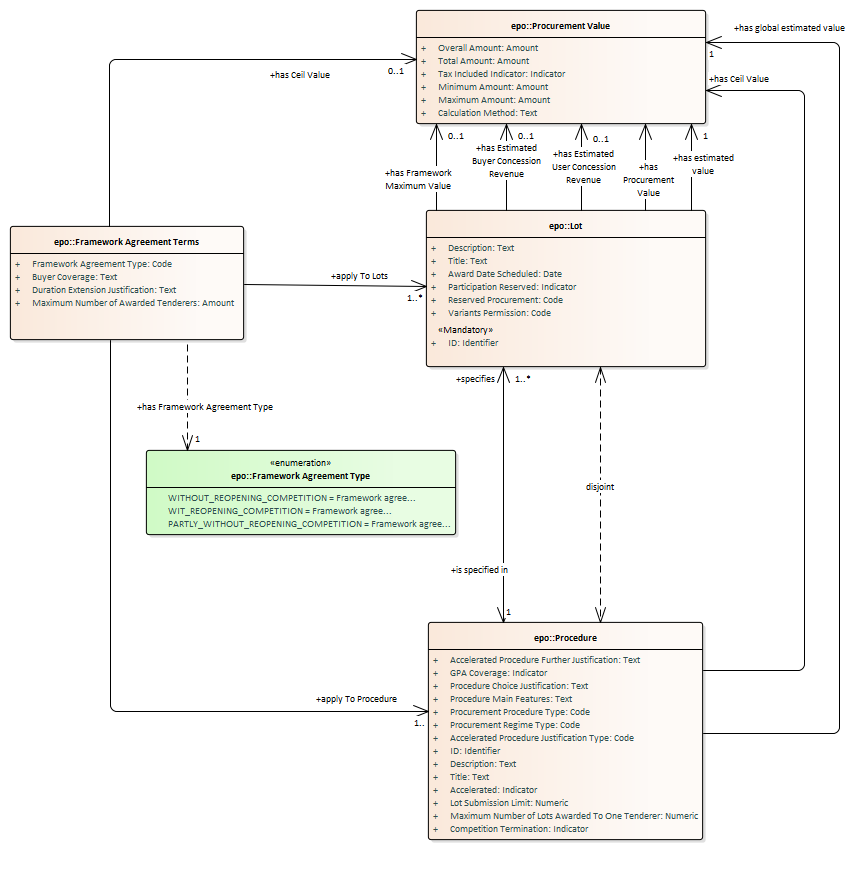 epo::Procurement Value
+ Overall Amount: Amount
+ Total Amount: Amount
+ Tax Included Indicator: Indicator
+ Minimum Amount: Amount
+ Maximum Amount: Amount
+ Calculation Method: Text
+has global estimated value
1
+has Ceil Value
+has Ceil Value
0..1
0..1
+has Framework
Maximum Value
0..1
+has Estimated
Buyer Concession
Revenue
0..1
+has Estimated
User Concession
Revenue
+has
Procurement
Value
1
+has estimated
value
epo::Framework Agreement Terms
+ Framework Agreement Type: Code
+ Buyer Coverage: Text
+ Duration Extension Justification: Text
+ Maximum Number of Awarded Tenderers: Amount
+apply To Lots
1..*
epo::Lot
+ Description: Text
+ Title: Text
+ Award Date Scheduled: Date
+ Participation Reserved: Indicator
+ Reserved Procurement: Code
+ Variants Permission: Code
«Mandatory»
+ ID: Identifier
+specifies
1..*
+has Framework Agreement Type
1
«enumeration»
epo::Framework Agreement Type
WITHOUT_REOPENING_COMPETITION = Framework agree...
WIT_REOPENING_COMPETITION = Framework agree...
PARTLY_WITHOUT_REOPENING_COMPETITION = Framework agree...
disjoint
+is specified in
1
+apply To Procedure
1..
epo::Procedure
+ Accelerated Procedure Further Justification: Text
+ GPA Coverage: Indicator
+ Procedure Choice Justification: Text
+ Procedure Main Features: Text
+ Procurement Procedure Type: Code
+ Procurement Regime Type: Code
+ Accelerated Procedure Justification Type: Code
+ ID: Identifier
+ Description: Text
+ Title: Text
+ Accelerated: Indicator
+ Lot Submission Limit: Numeric
+ Maximum Number of Lots Awarded To One Tenderer: Numeric
+ Competition Termination: Indicator